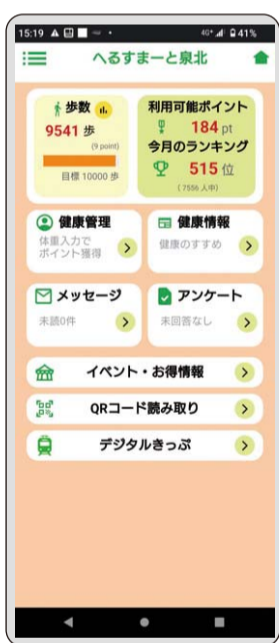 15:19 4G+ 41%
へるすまーと泉北
歩数
9541 歩
(9 point)
目標 10000 歩
利用可能ポイント
184 pt
今月のランキング
515 位
(7556 人中)
健康管理
体重入力で
ポイント獲得
健康情報
健康のすすめ
メッセージ
未読0件
アンケート
未回答なし
イベント・お得情報
QRコード読み取り
デジタルきっぷ